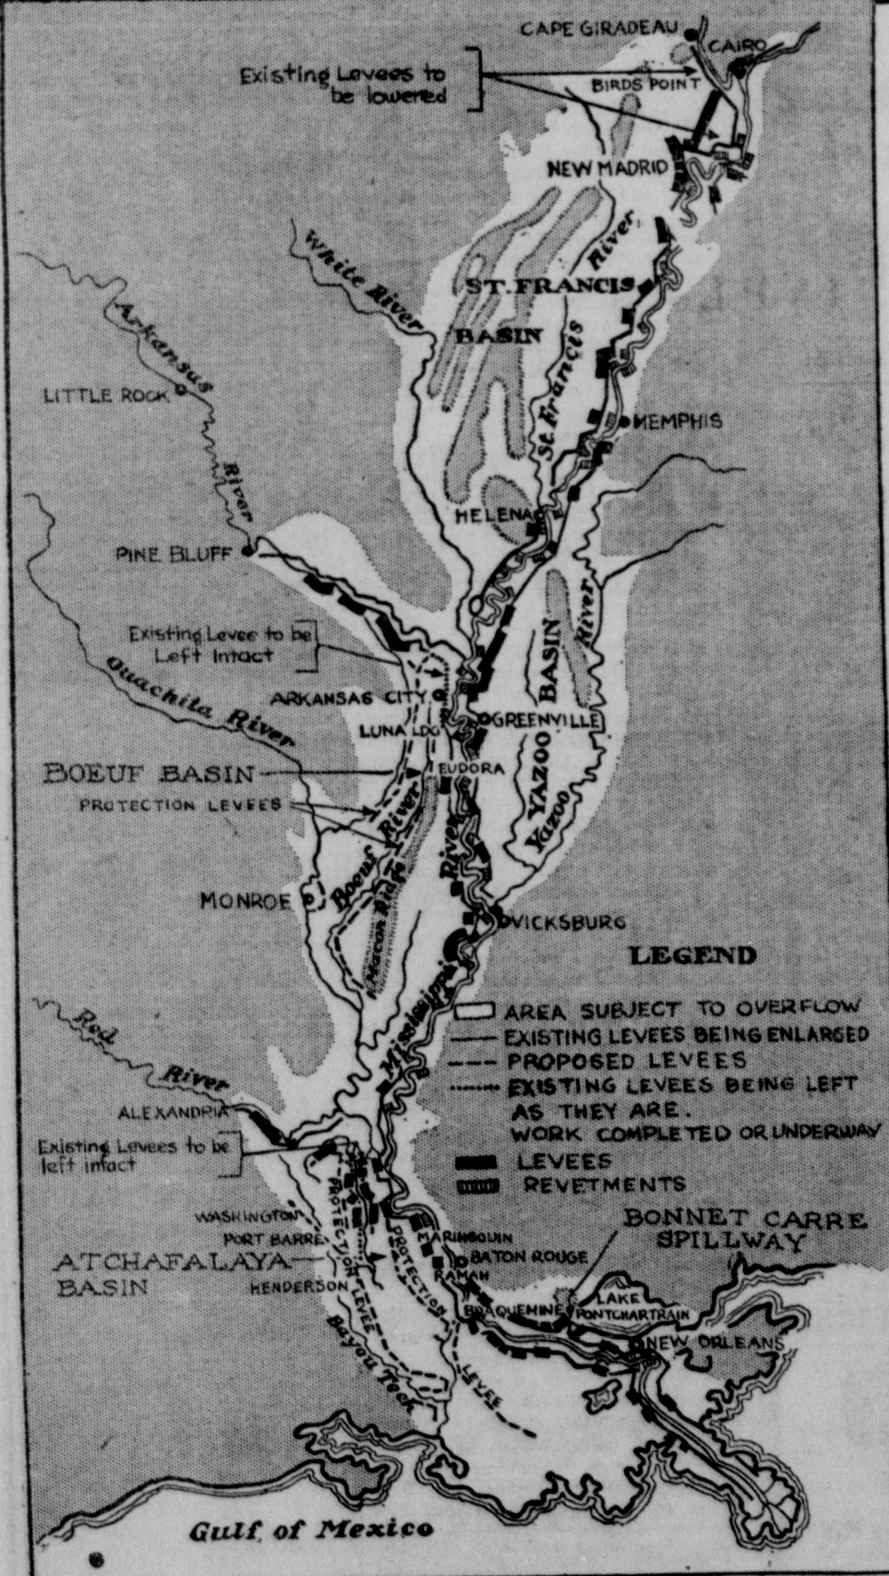 CAPE GIRADEAU
CAIRO
Existing Levees to
be lowered
BIRDS POINT
NEW MADRID
White River
River
ST. FRANCIS
BASIN
St. Francis
Arkansas
LITTLE ROCK
River
MEMPHIS
HELENA
PINE BLUFF
River
Existing Levee to be
Left Intact
YAZOO BASIN
Ouachita River
ARKANSAS CITY
LUNA LDG
GREENVILLE
BOEUF BASIN
EUDORA
PROTECTION LEVEES
Boeuf River
River
Yazoo
MONROE
Macon Ridge
VICKSBURG
Mississippi
LEGEND
AREA SUBJECT TO OVERFLOW
EXISTING LEVEES BEING ENLARGED
PROPOSED LEVEES
EXISTING LEVEES BEING LEFT
AS THEY ARE.
WORK COMPLETED OR UNDERWAY
LEVEES
REVETMENTS
Red
River
ALEXANDRIA
Existing Levees to be
left intact
WASHINGTON
PORT BARRE
ATCHAFALAYA
BASIN
HENDERSON
PROTECTION LEVEE
PROTECTION LEVEE
Bayou Teck
MARINGOUIN
BATON ROUGE
RAMAH
BONNET CARRE
SPILLWAY
PLAQUEMINE
LAKE
PONTCHARTRAIN
NEW ORLEANS
Gulf of Mexico